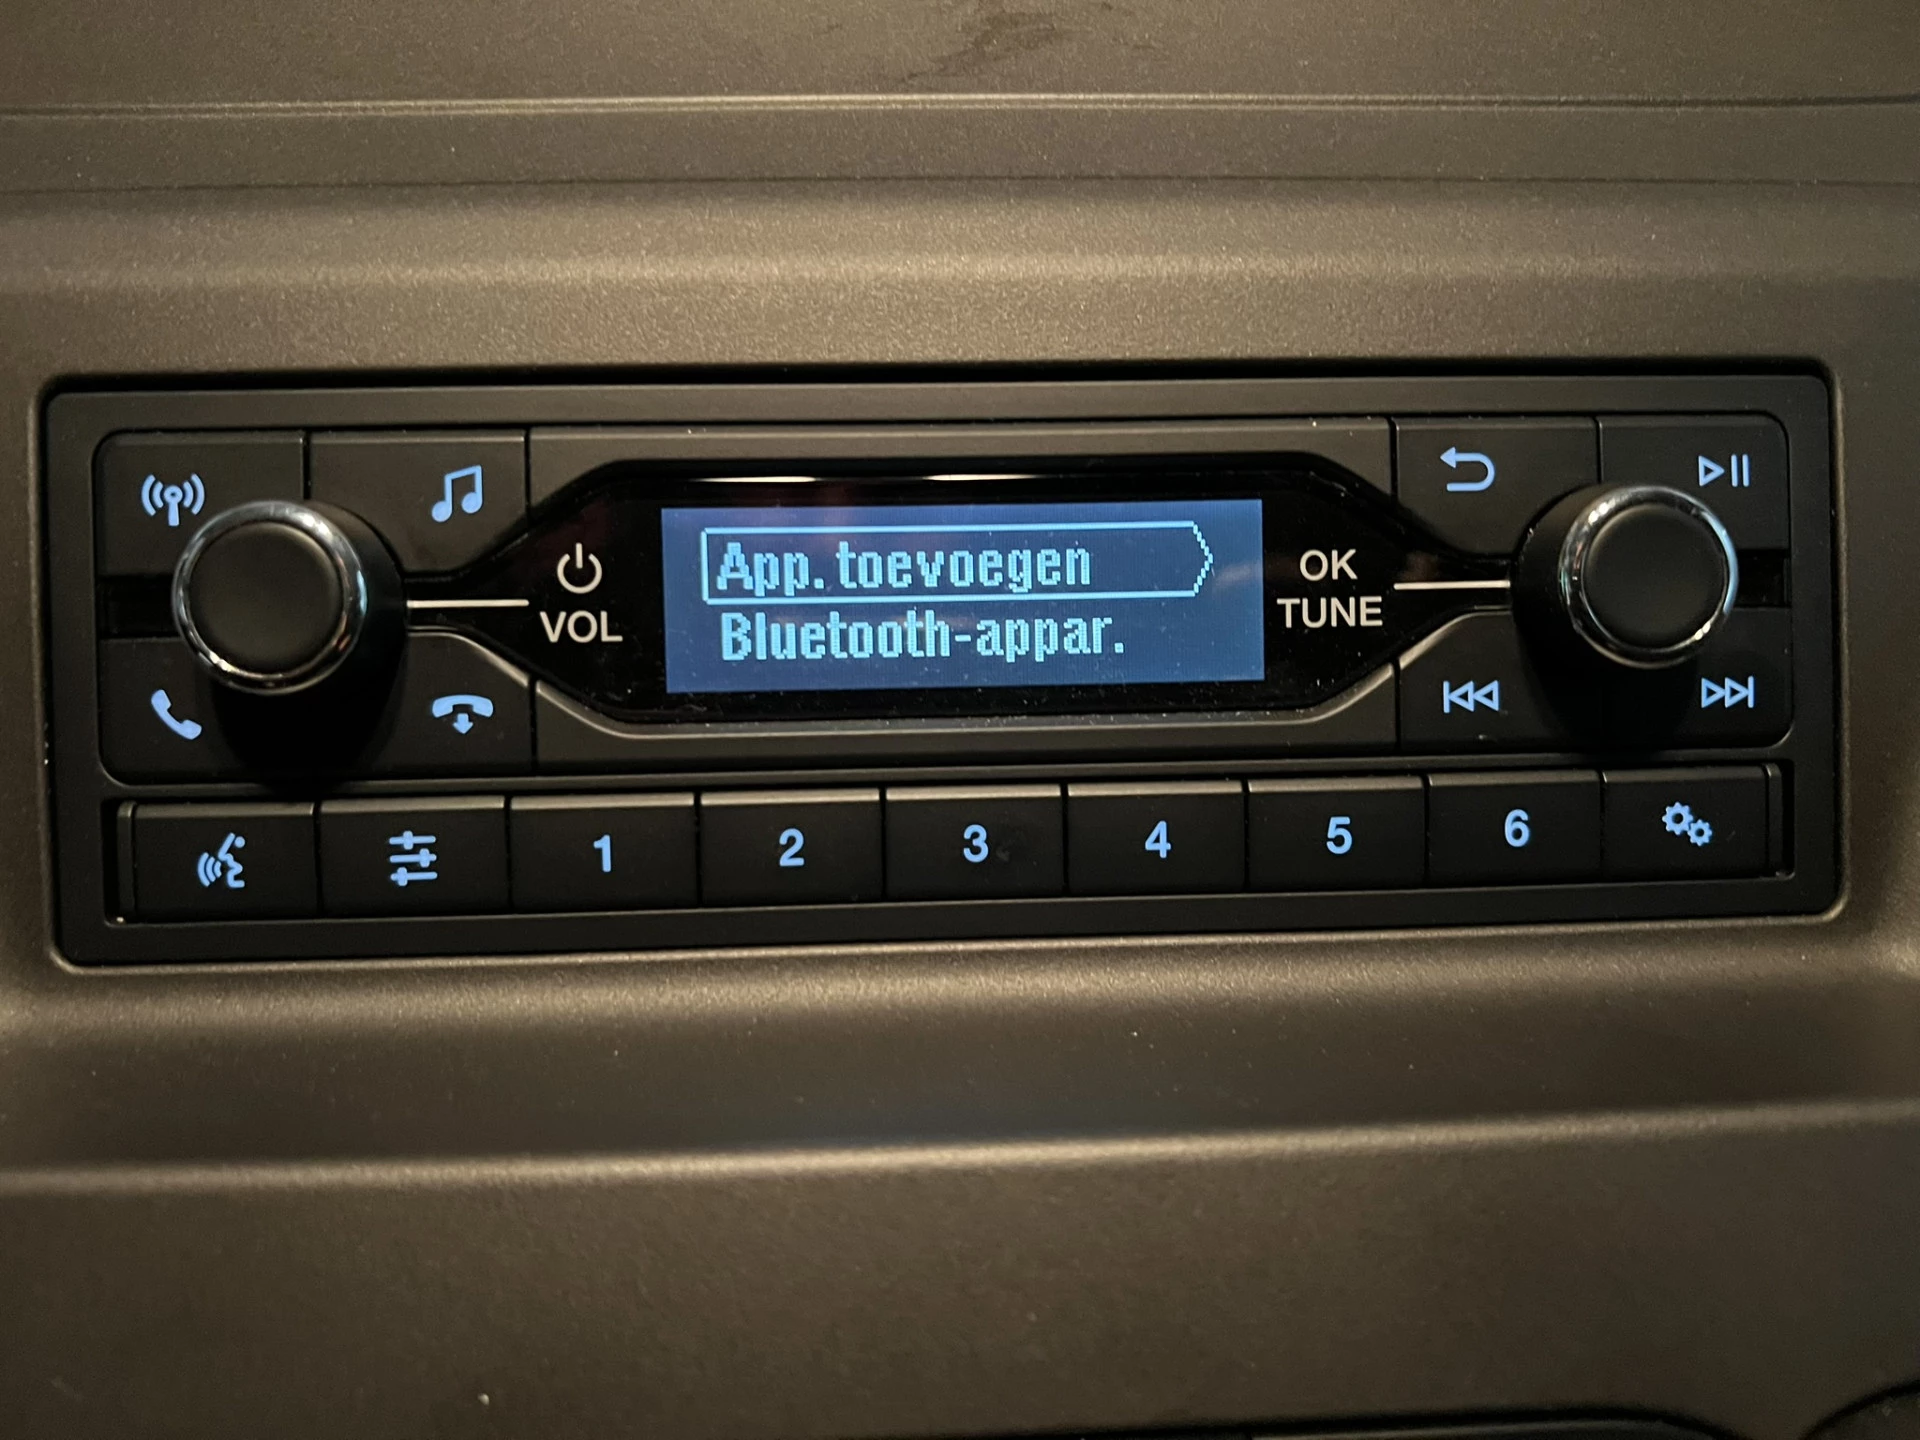 App. toevoegen
Bluetooth-appar.
VOL
OK
TUNE
1 2 3 4 5 6